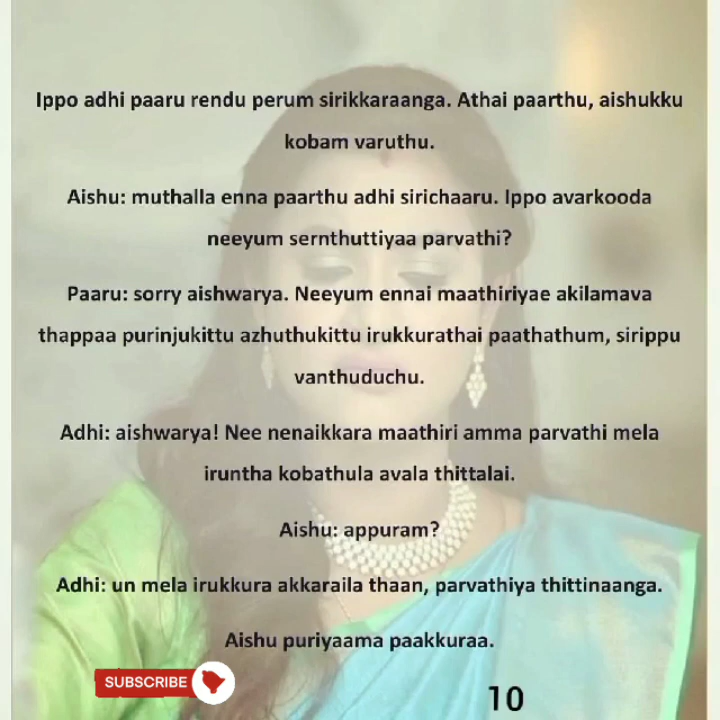 Ippo adhi paaru rendu perum sirikkaraanga. Athai paarthu, aishukku
kobam varuthu.
Aishu: muthalla enna paarthu adhi sirichaaru. Ippo avarkooda
neeyum sernthuttiyaa parvathi?
Paaru: sorry aishwarya. Neeyum ennai maathiriyae akilamava
thappaa purinjukittu azhuthukittu irukkurathai paathathum, sirippu
vanthuduchu.
Adhi: aishwarya! Nee nenaikkara maathiri amma parvathi mela
iruntha kobathula avala thittalai.
Aishu: appuram?
Adhi: un mela irukkura akkaraila thaan, parvathiya thittinaanga.
Aishu puriyaama paakkuraa.
SUBSCRIBE
10